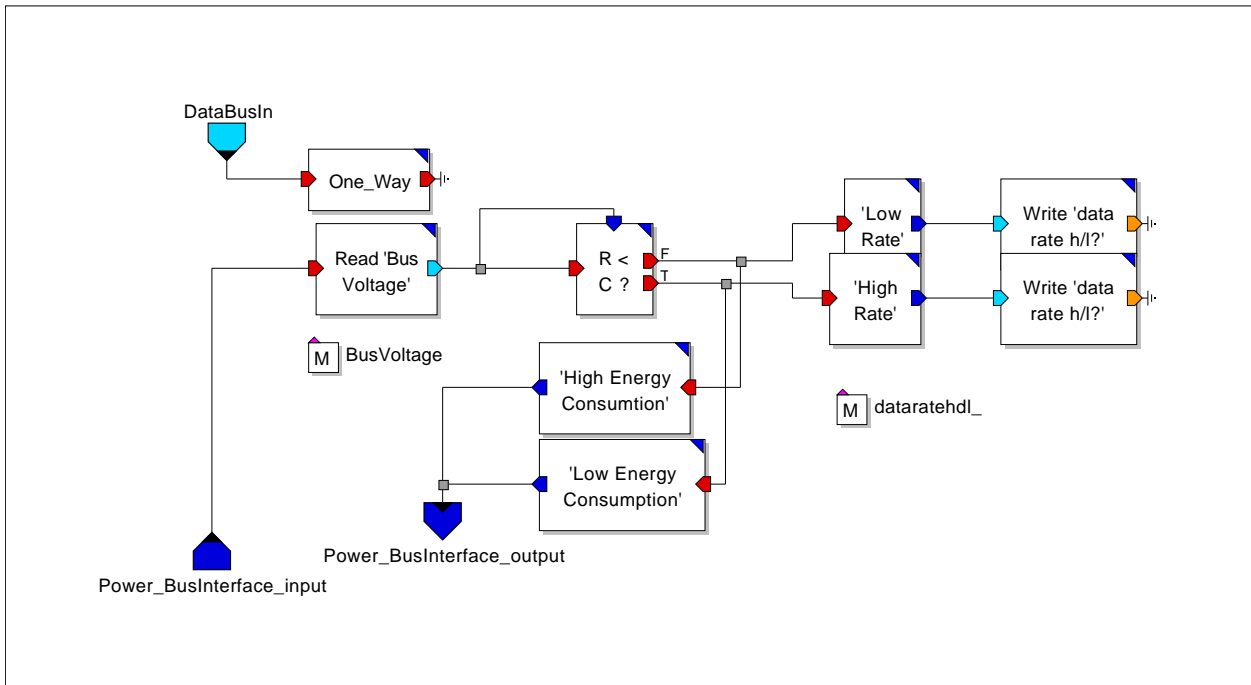 DataBusIn
One_Way
Read 'Bus
Voltage'
R <
C ?
F
T
'Low
Rate'
Write 'data
rate h/l?'
'High
Rate'
Write 'data
rate h/l?'
M
BusVoltage
'High Energy
Consumtion'
M
dataratehdl_
'Low Energy
Consumption'
Power_BusInterface_output
Power_BusInterface_input